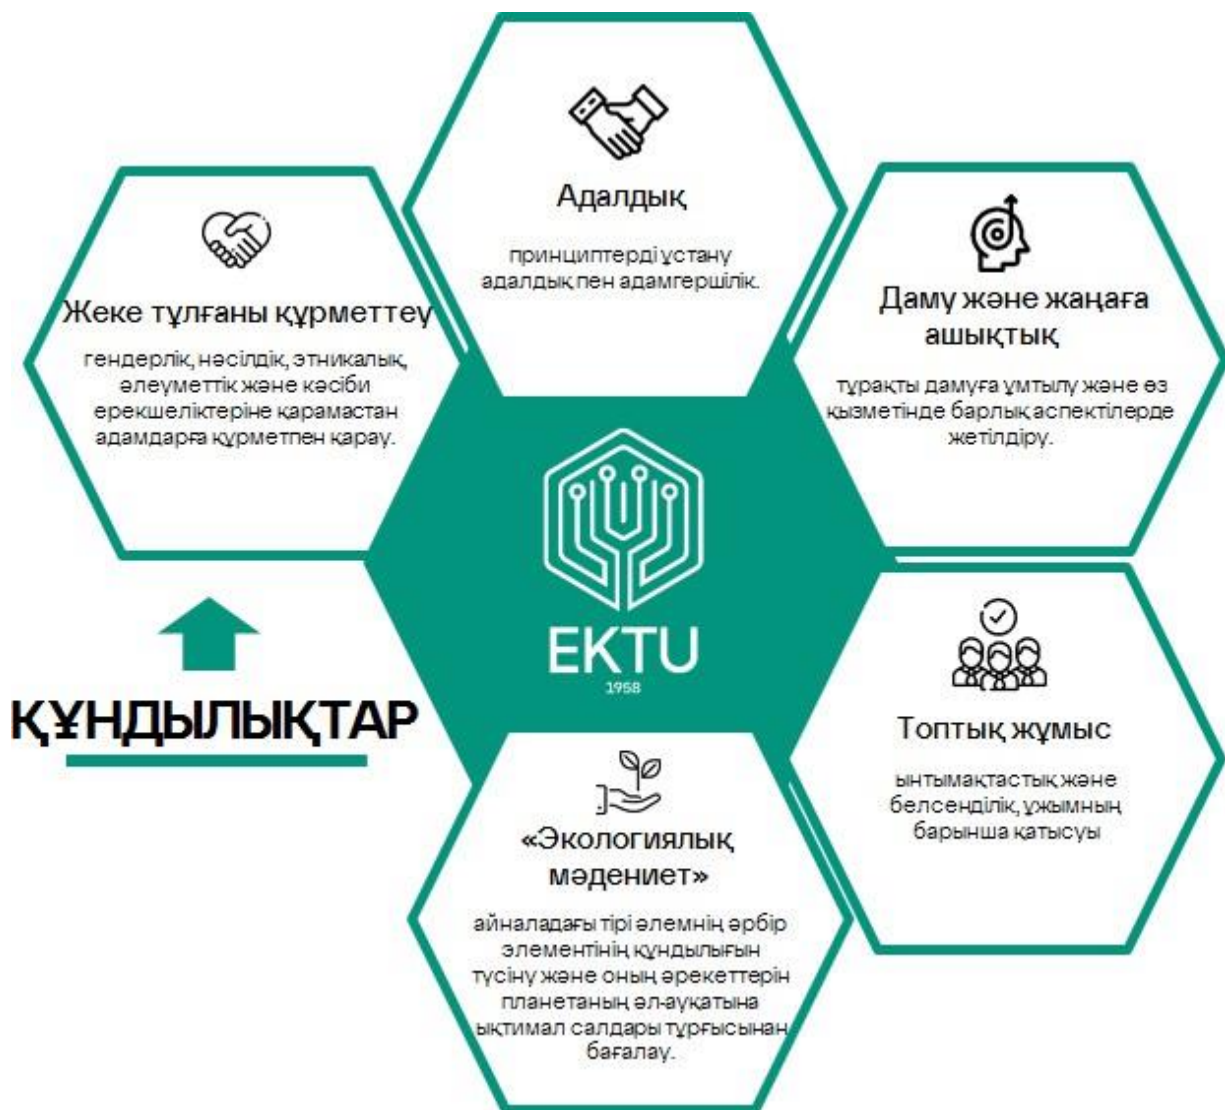 Адалдық
принциптерді ұстану
адалдық пен адамгершілік.
Жеке тұлғаны құрметтеу
гендерлік, нәсілдік, этникалық,
әлеуметтік және кәсіби
ерекшеліктеріне қарамастан
адамдарға құрметпен қарау.
Даму және жаңаға
ашықтық
тұрақты дамуға ұмтылу және өз
қызметінде барлық аспектілерде
жетілдіру.
EKTU
1958
ҚҰНДЫЛЫҚТАР
Топтық жұмыс
ынтымақтастық және
белсенділік, ұжымның
барынша қатысуы
«Экологиялық
мәдениет»
айналадағы тірі әлемнің әрбір
элементінің құндылығын
түсіну және оның әрекеттерін
планетаның әл-ауқатына
ықтимал салдары тұрғысынан
бағалау.